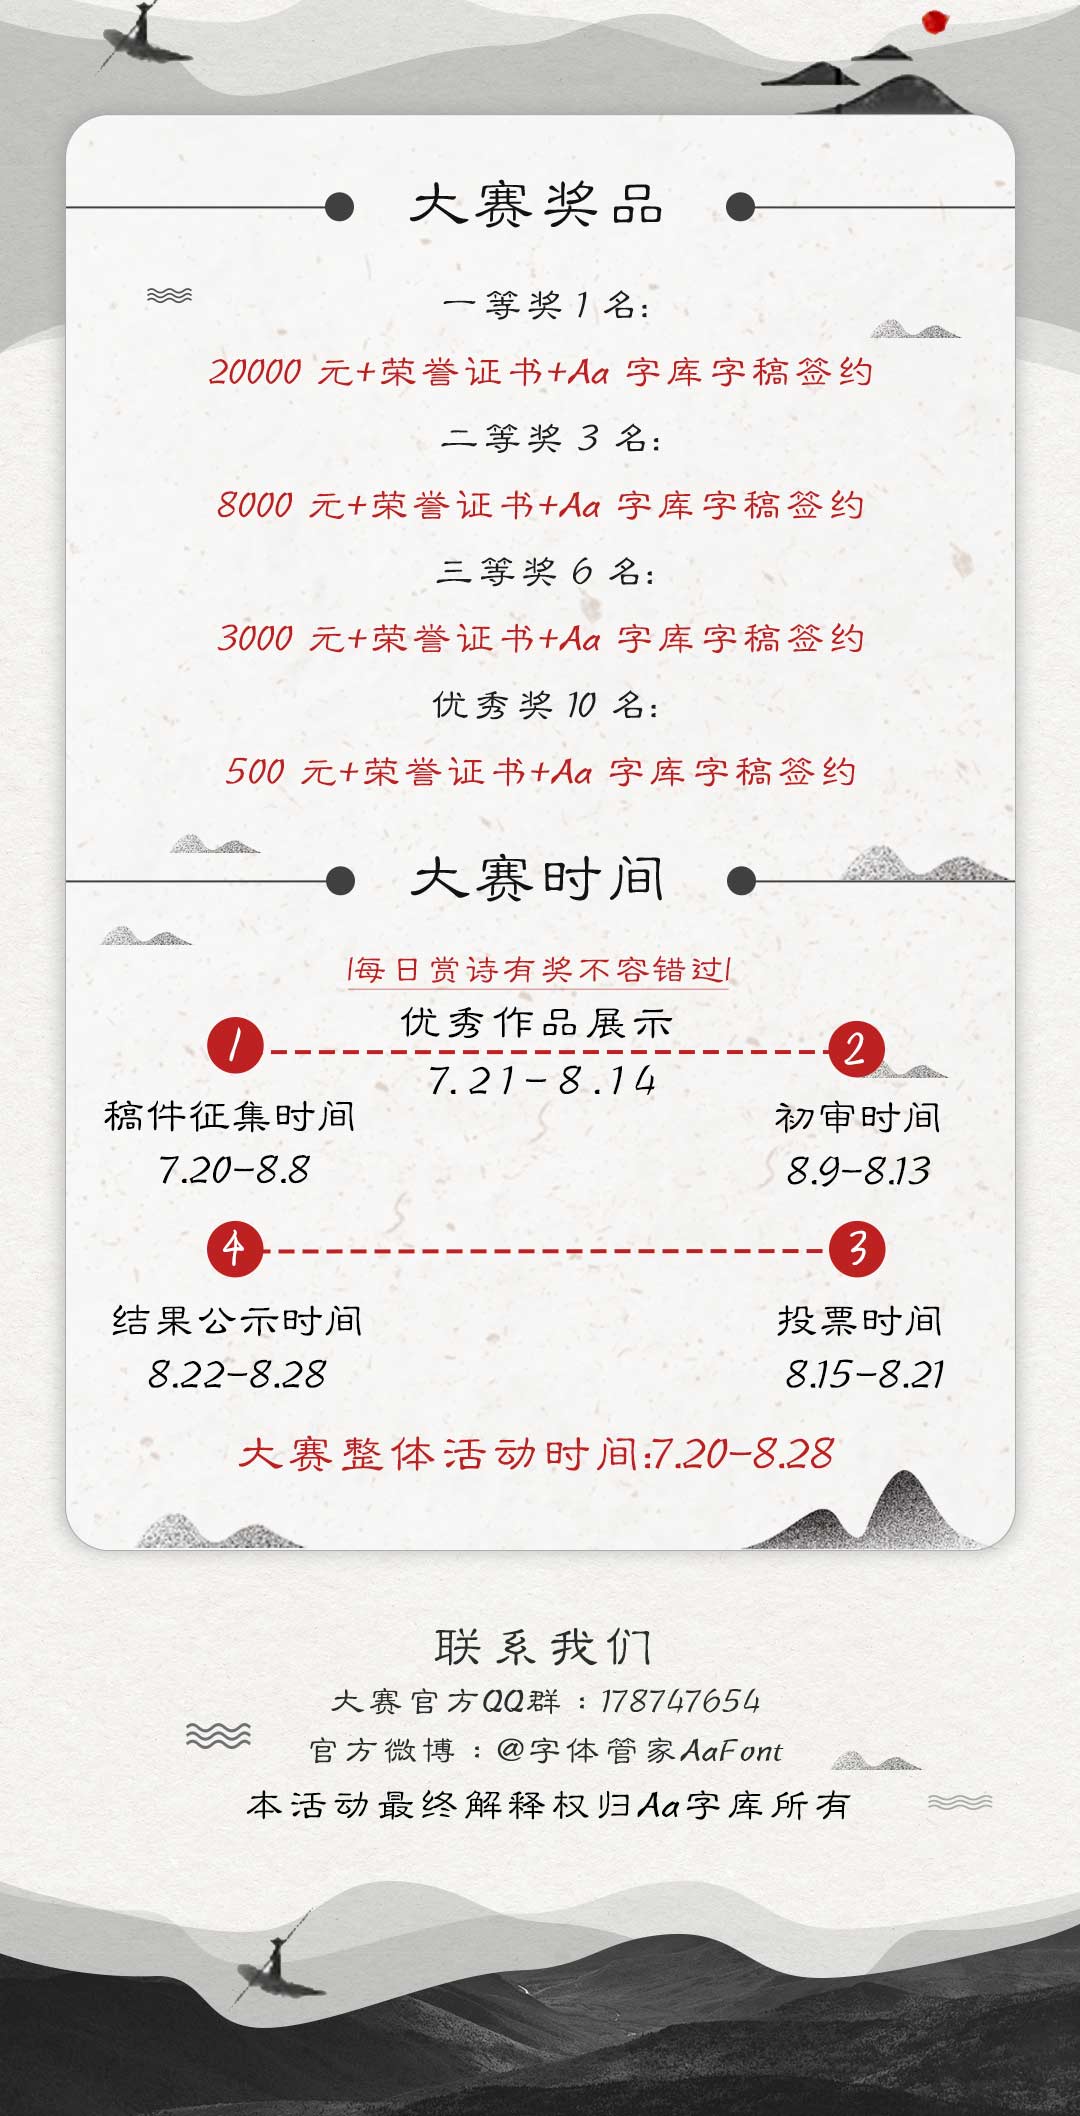 大赛奖品
一等奖1名:
20000 元+荣誉证书+Aa 字库字稿签约
二等奖 3 名:
8000 元+荣誉证书+Aa 字库字稿签约
三等奖 6 名:
3000 元+荣誉证书+Aa 字库字稿签约
优秀奖 10 名:
500 元+荣誉证书+Aa 字库字稿签约
大赛时间
|每日赏诗有奖不容错过|
优秀作品展示
7.21-8.14
1
稿件征集时间
7.20-8.8
2
初审时间
8.9-8.13
3
投票时间
8.15-8.21
4
结果公示时间
8.22-8.28
大赛整体活动时间:7.20-8.28
联系我们
大赛官方QQ群：178747654
官方微博：@字体管家AaFont
本活动最终解释权归Aa字库所有